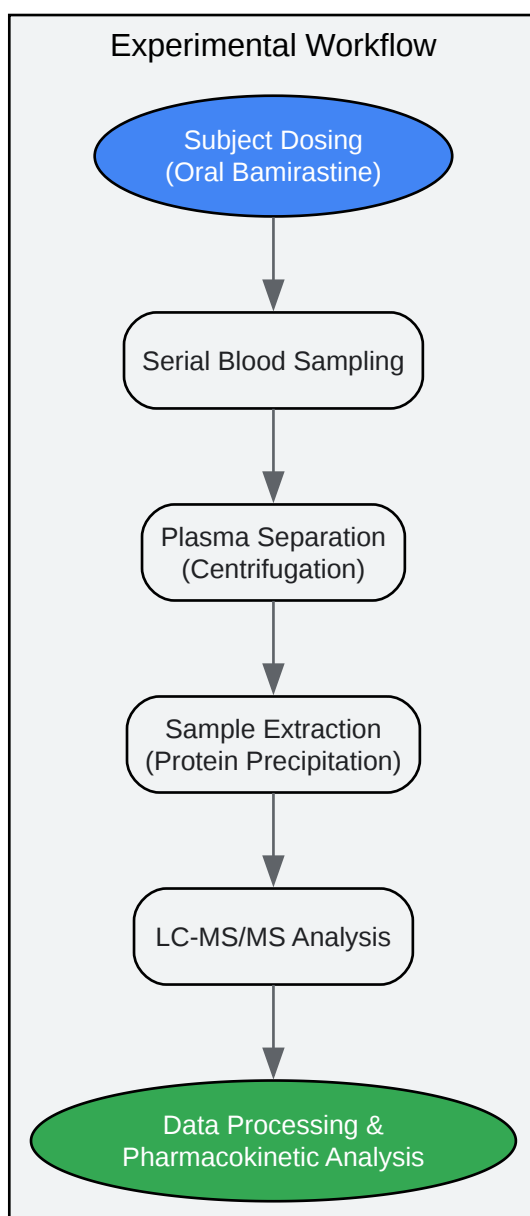 Experimental Workflow
Subject Dosing
(Oral Bamirastine)
Serial Blood Sampling
Plasma Separation
(Centrifugation)
Sample Extraction
(Protein Precipitation)
LC-MS/MS Analysis
Data Processing &
Pharmacokinetic Analysis